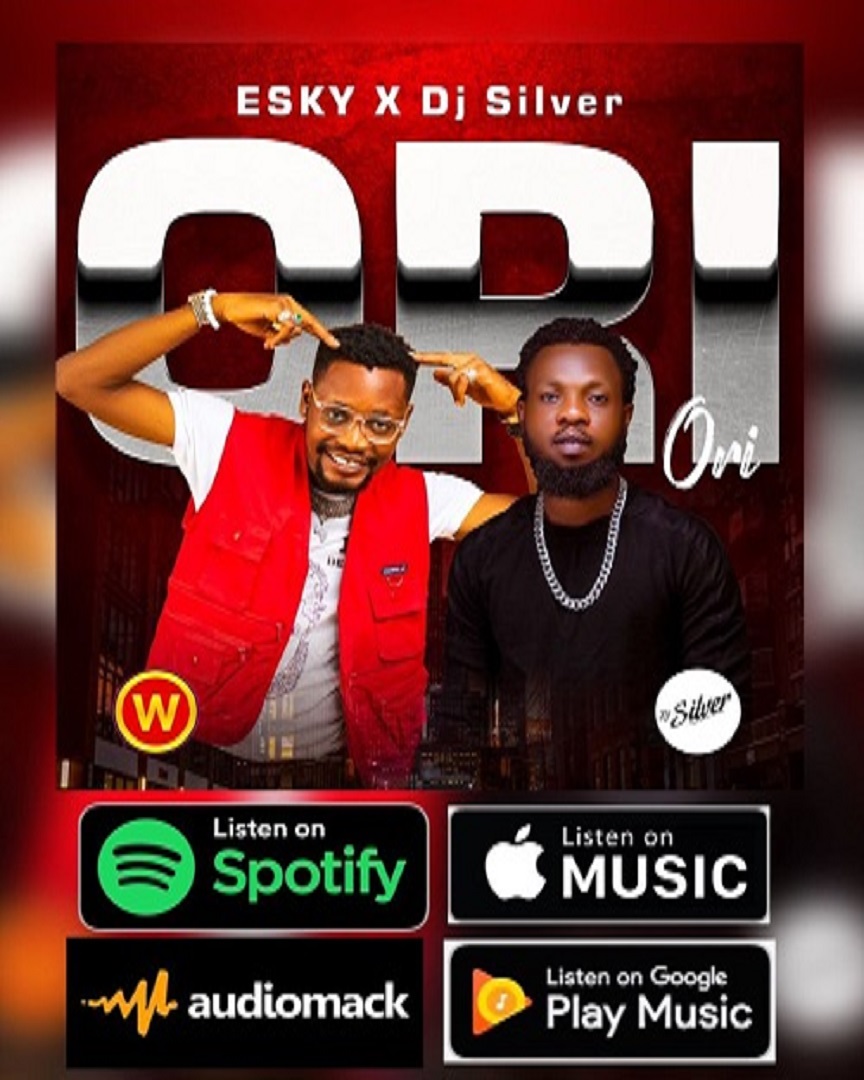 ESKY X Dj Silver
ORI
Ori
W
Dj Silver
Listen on
Spotify
Listen on
MUSIC
audiomack
Listen on Google
Play Music